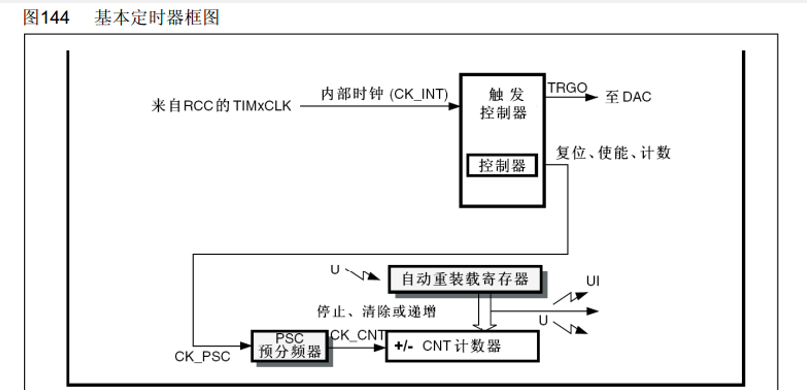 图144 基本定时器框图
来自RCC的TIMxCLK
内部时钟 (CK_INT)
触发
控制器
TRGO
至DAC
控制器
复位、使能、计数
U
自动重装载寄存器
UI
停止、清除或递增
U
CK_PSC
PSC
预分频器
CK_CNT
+/- CNT计数器